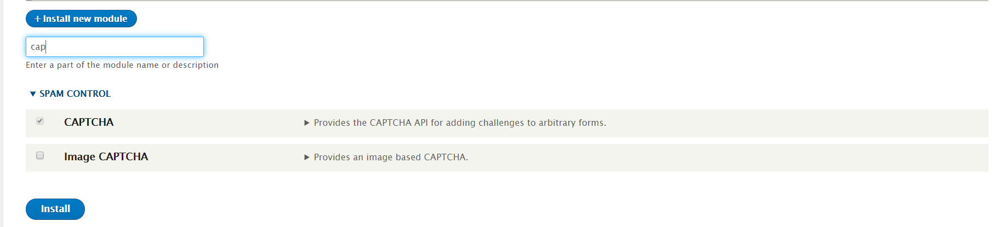 + Install new module
cap
Enter a part of the module name or description
▼ SPAM CONTROL
CAPTCHA ► Provides the CAPTCHA API for adding challenges to arbitrary forms.
Image CAPTCHA ► Provides an image based CAPTCHA.
Install